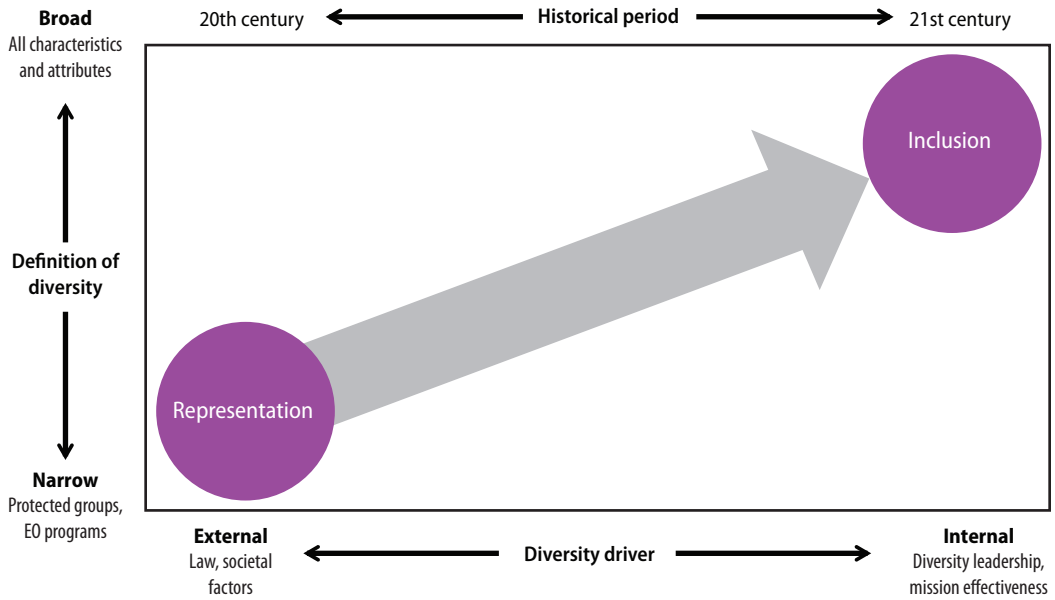 Broad
All characteristics
and attributes
20th century
Historical period
21st century
Inclusion
Definition of
diversity
Representation
Narrow
Protected groups,
EO programs
External
Law, societal
factors
Diversity driver
Internal
Diversity leadership,
mission effectiveness